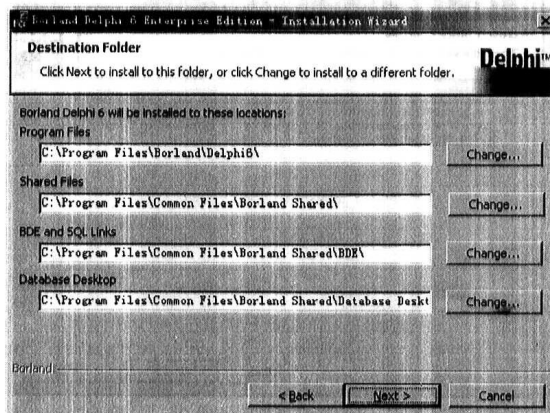 Borland Delphi 6 Enterprise Edition - Installation Wizard
Destination Folder
Click Next to install to this folder, or click Change to install to a different folder.
Delphi™
Borland Delphi 6 will be installed to these locations:
Program Files
C:\Program Files\Borland\Delphi6\
Change...
Shared Files
C:\Program Files\Common Files\Borland Shared\
Change...
BDE and SQL Links
C:\Program Files\Common Files\Borland Shared\BDE\
Change...
Database Desktop
C:\Program Files\Common Files\Borland Shared\Database Deskt
Change...
Borland
< Back
Next >
Cancel